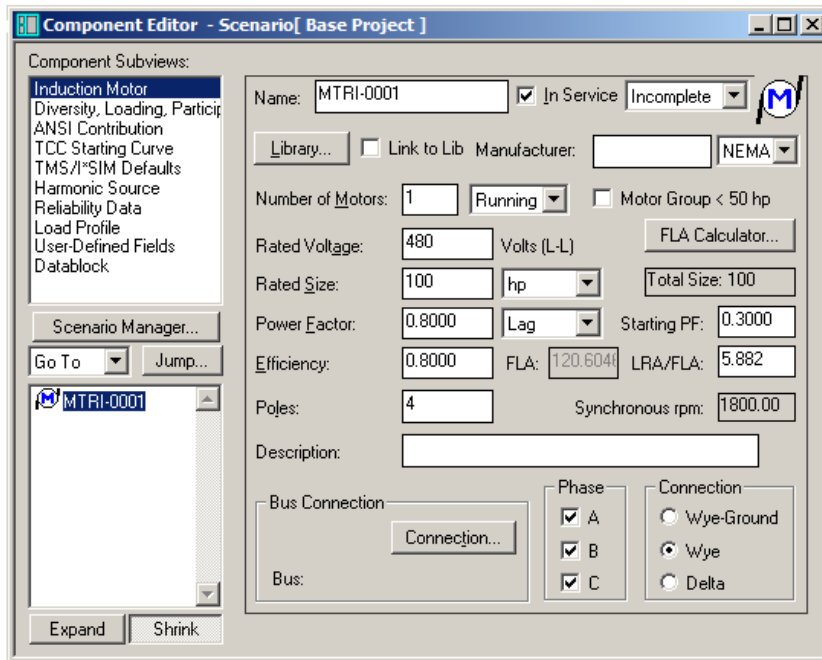 Component Editor - Scenario[ Base Project ]
Component Subviews:
Induction Motor
Diversity, Loading, Particip
ANSI Contribution
TCC Starting Curve
TMS/I*SIM Defaults
Harmonic Source
Reliability Data
Load Profile
User-Defined Fields
Datablock
Scenario Manager...
Go To Jump...
MTRI-0001
Expand Shrink
Name: MTRI-0001 In Service Incomplete M
Library... Link to Lib Manufacturer: NEMA
Number of Motors: 1 Running Motor Group < 50 hp
Rated Voltage: 480 Volts (L-L) FLA Calculator...
Rated Size: 100 hp Total Size: 100
Power Factor: 0.8000 Lag Starting PF: 0.3000
Efficiency: 0.8000 FLA: 120.6046 LRA/FLA: 5.882
Poles: 4 Synchronous rpm: 1800.00
Description:
Bus Connection
Connection...
Bus:
Phase
A
B
C
Connection
Wye-Ground
Wye
Delta